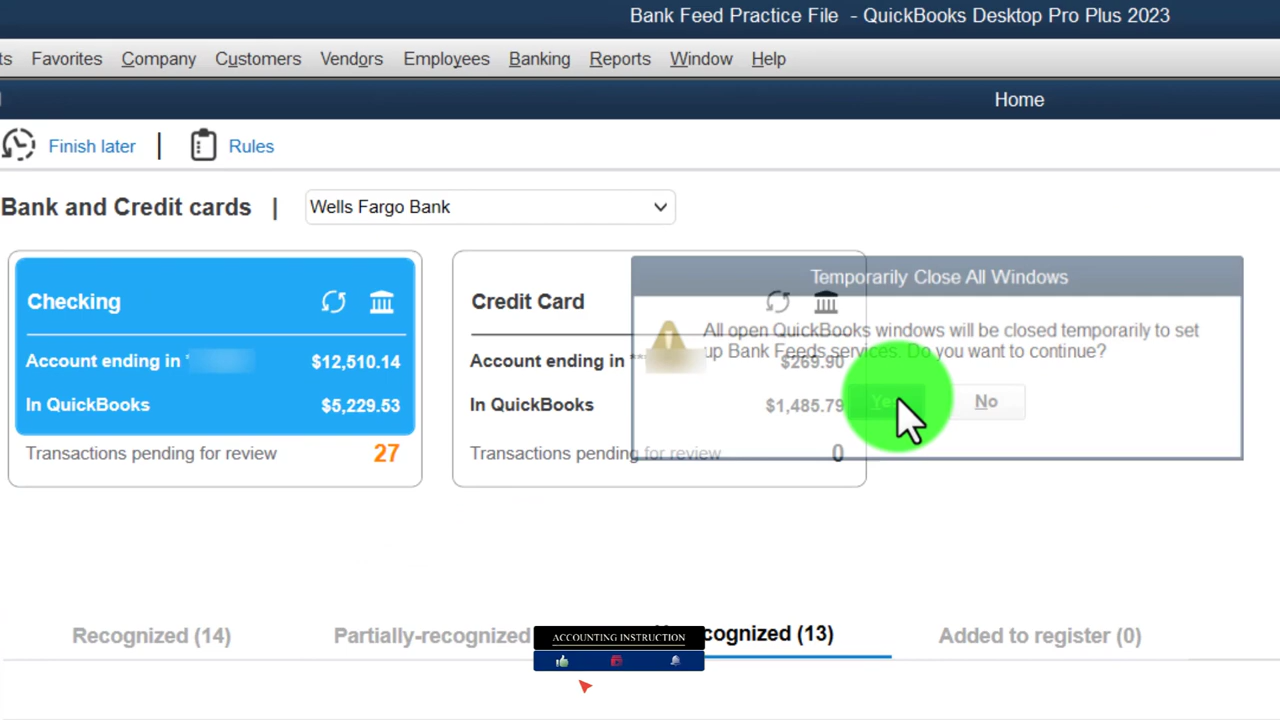 Bank Feed Practice File - QuickBooks Desktop Pro Plus 2023
ts Favorites Company Customers Vendors Employees Banking Reports Window Help
Home
Finish later | Rules
Bank and Credit cards | Wells Fargo Bank
Checking
Account ending in * $12,510.14
In QuickBooks $5,229.53
Transactions pending for review 27
Credit Card
Account ending in ** $269.90
In QuickBooks $1,485.79
Transactions pending for review 0
Temporarily Close All Windows
All open QuickBooks windows will be closed temporarily to set
up Bank Feeds services. Do you want to continue?
Yes No
Recognized (14) Partially-recognized cognized (13) Added to register (0)
ACCOUNTING INSTRUCTION